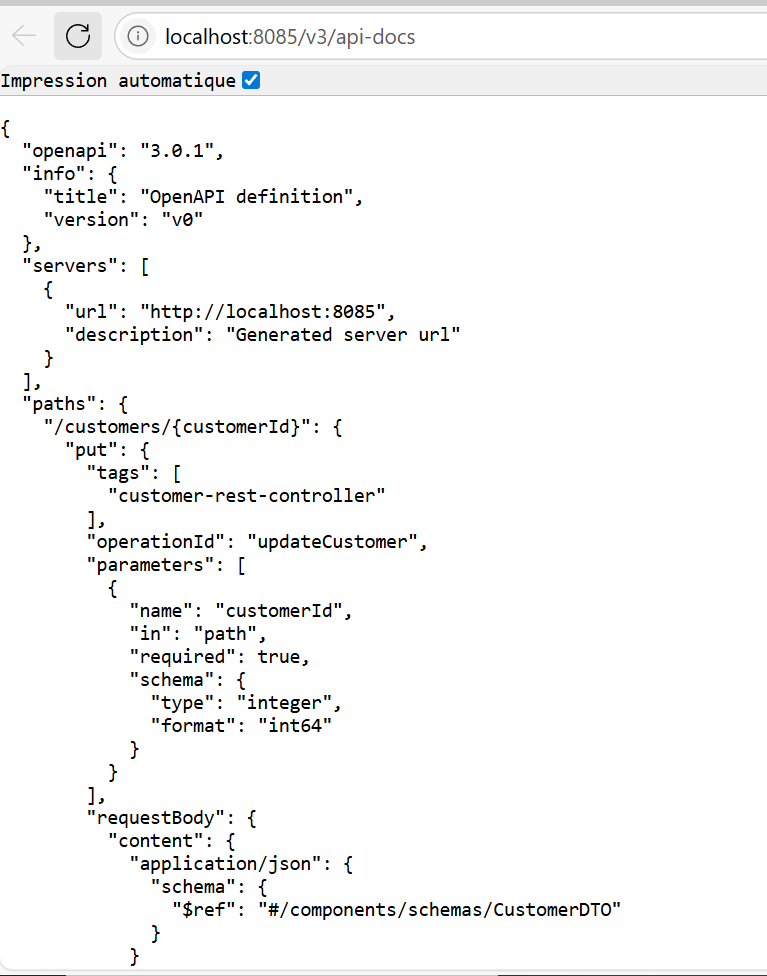 localhost:8085/v3/api-docs
Impression automatique
{
  "openapi": "3.0.1",
  "info": {
    "title": "OpenAPI definition",
    "version": "v0"
  },
  "servers": [
    {
      "url": "http://localhost:8085",
      "description": "Generated server url"
    }
  ],
  "paths": {
    "/customers/{customerId}": {
      "put": {
        "tags": [
          "customer-rest-controller"
        ],
        "operationId": "updateCustomer",
        "parameters": [
          {
            "name": "customerId",
            "in": "path",
            "required": true,
            "schema": {
              "type": "integer",
              "format": "int64"
            }
          }
        ],
        "requestBody": {
          "content": {
            "application/json": {
              "schema": {
                "$ref": "#/components/schemas/CustomerDTO"
              }
            }